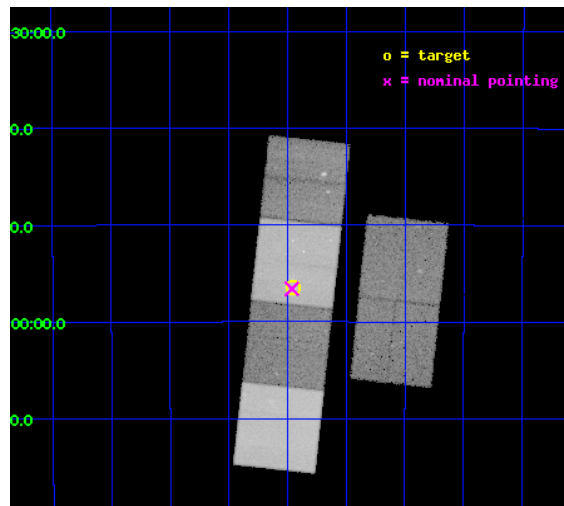 30:00.0
o = target
x = nominal pointing
0.0
0.0
00:00.0
0.0